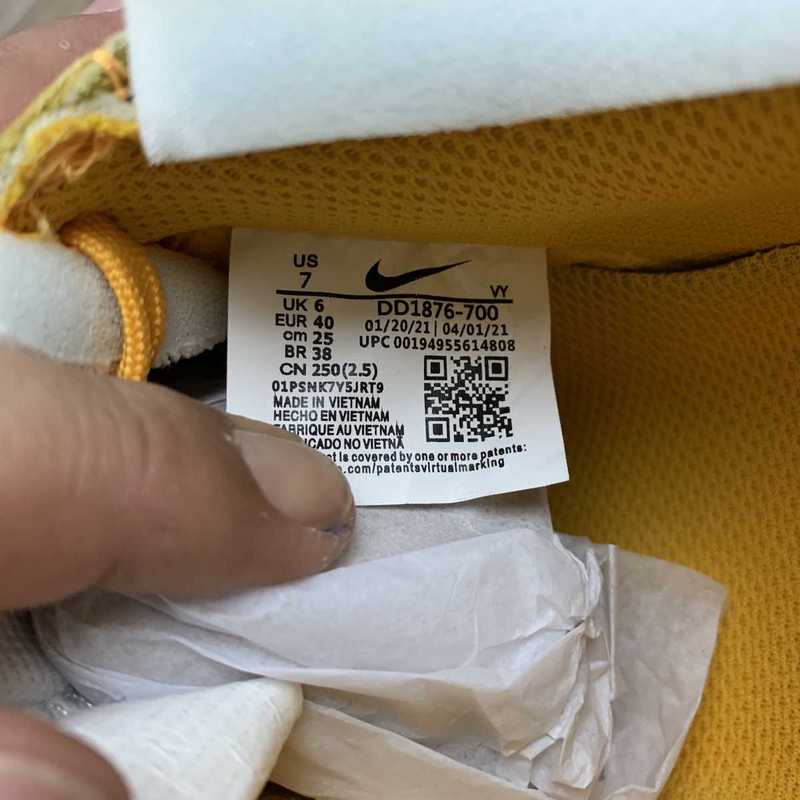 US
7
VY
UK 6
DD1876-700
EUR 40
01/20/21 | 04/01/21
cm 25
UPC 00194955614808
BR 38
CN 250(2.5)
01PSNK7Y5JRT9
MADE IN VIETNAM
HECHO EN VIETNAM
FABRIQUE AU VIETNAM
NO
is covered by one or more patents:
.com/patentsvirtualmarking